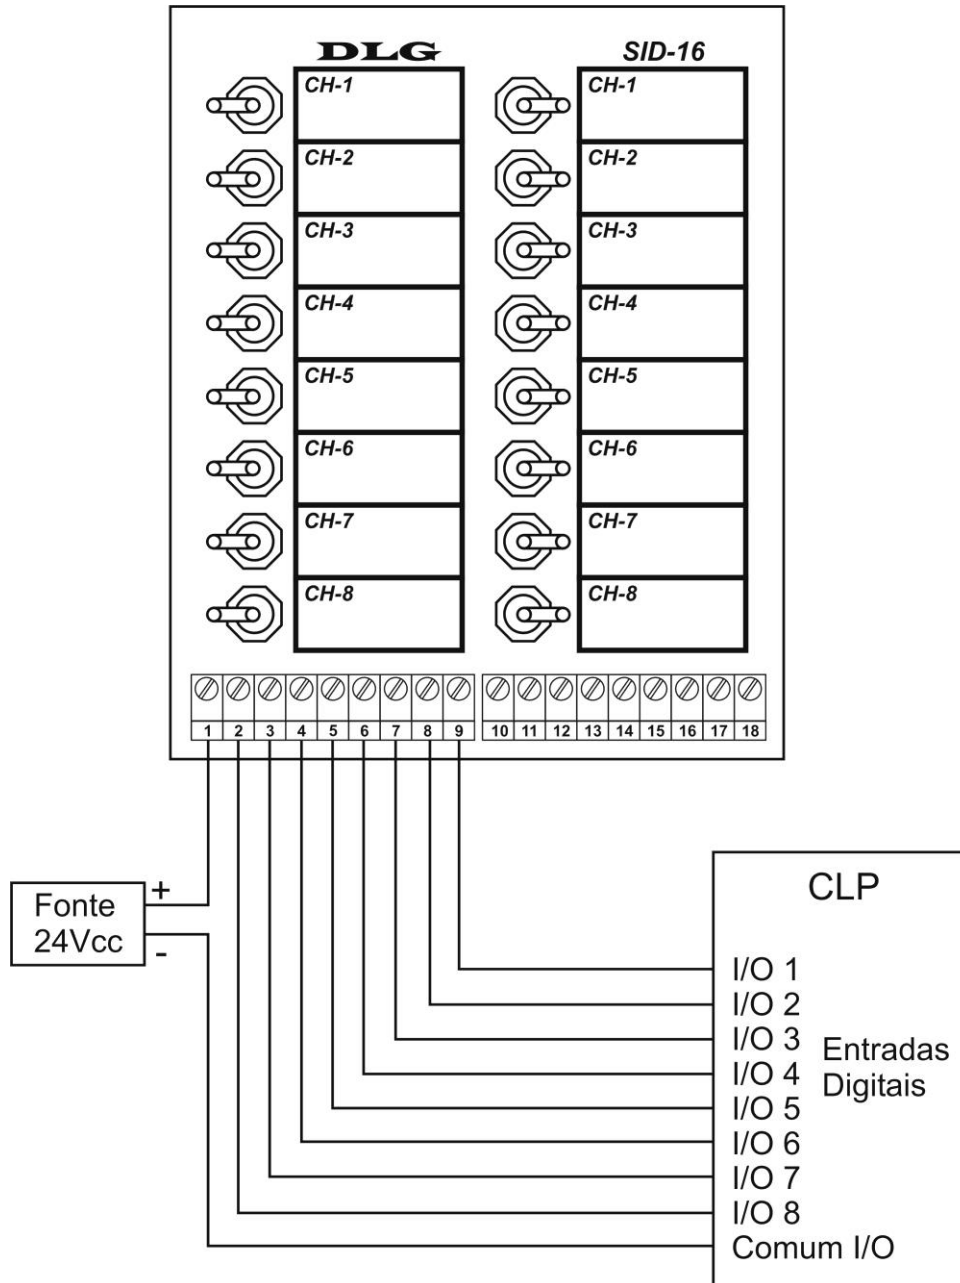 DLG SID-16
CH-1 CH-1
CH-2 CH-2
CH-3 CH-3
CH-4 CH-4
CH-5 CH-5
CH-6 CH-6
CH-7 CH-7
CH-8 CH-8
1 2 3 4 5 6 7 8 9 10 11 12 13 14 15 16 17 18
Fonte
24Vcc
+
-
CLP
I/O 1
I/O 2
I/O 3
I/O 4
I/O 5
I/O 6
I/O 7
I/O 8
Comum I/O
Entradas
Digitais